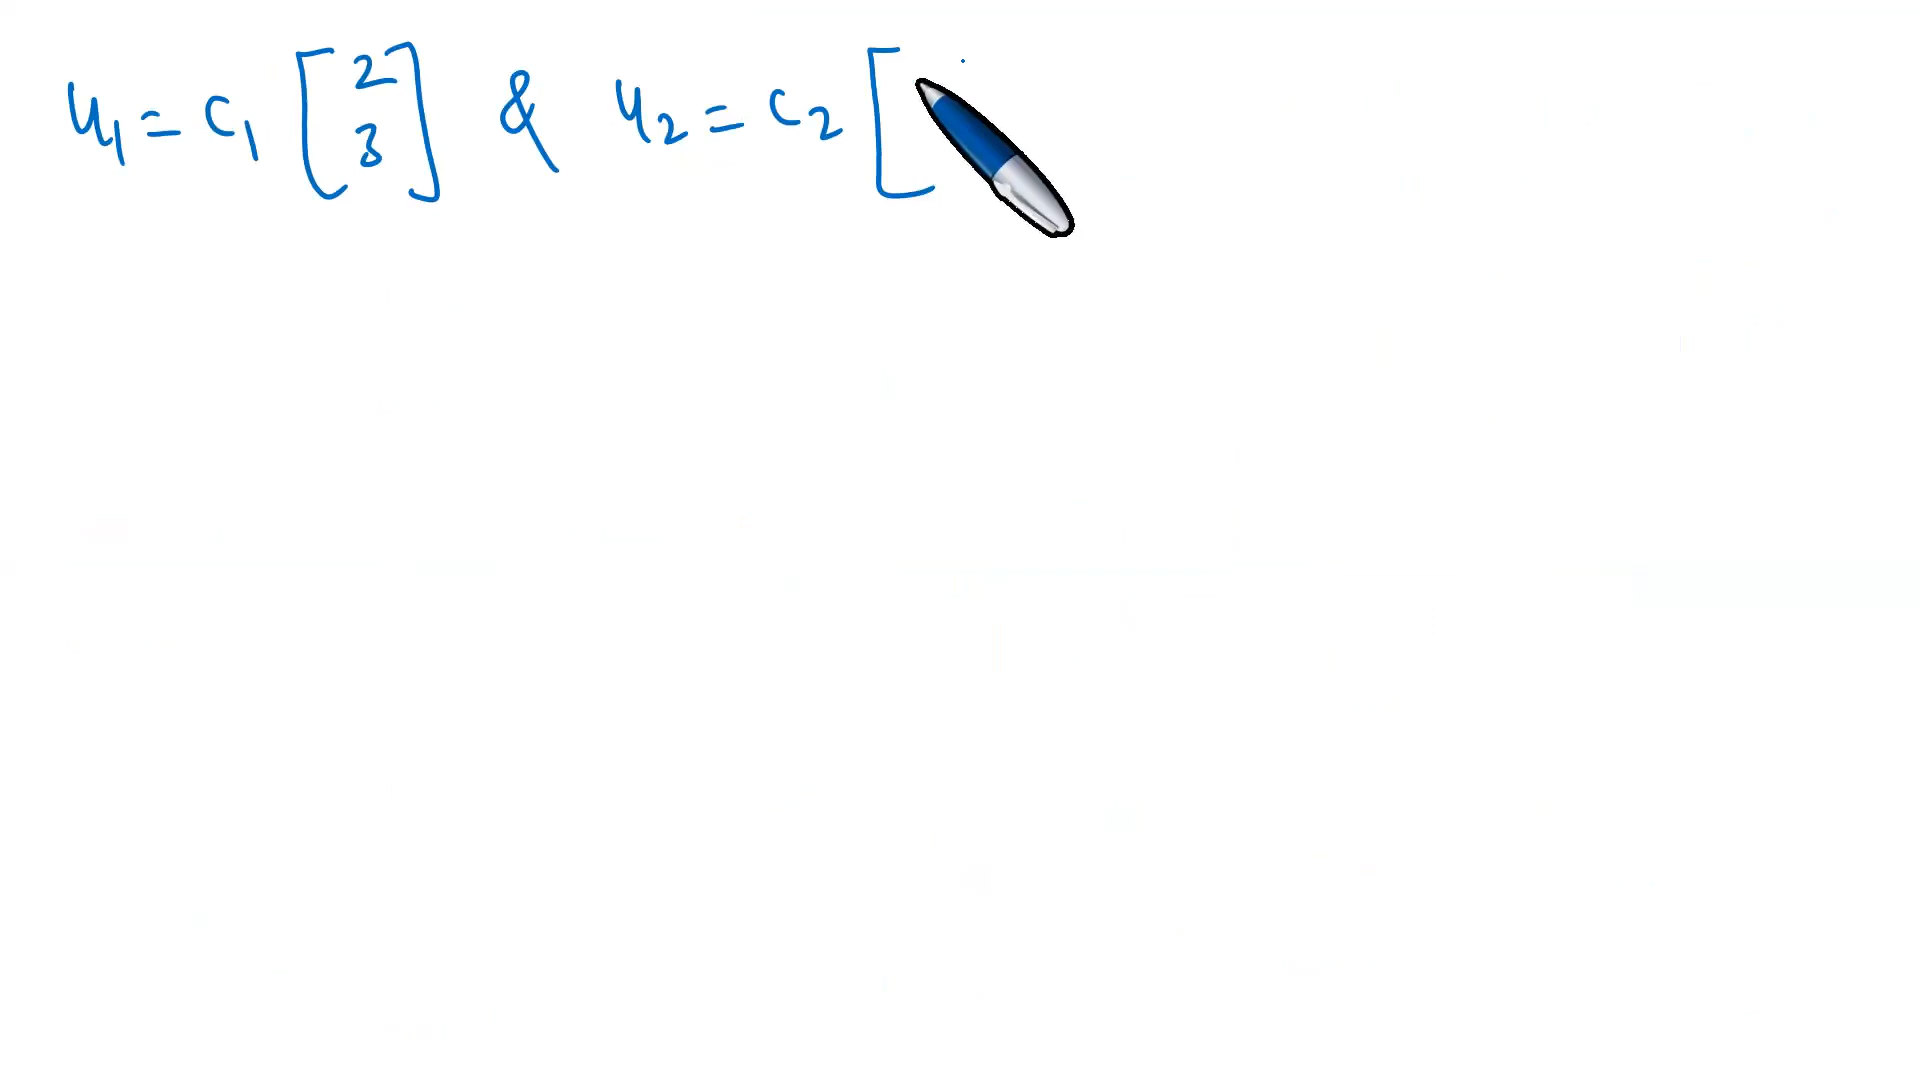 u₁ = c₁ [2 3] & u₂ = c₂ [